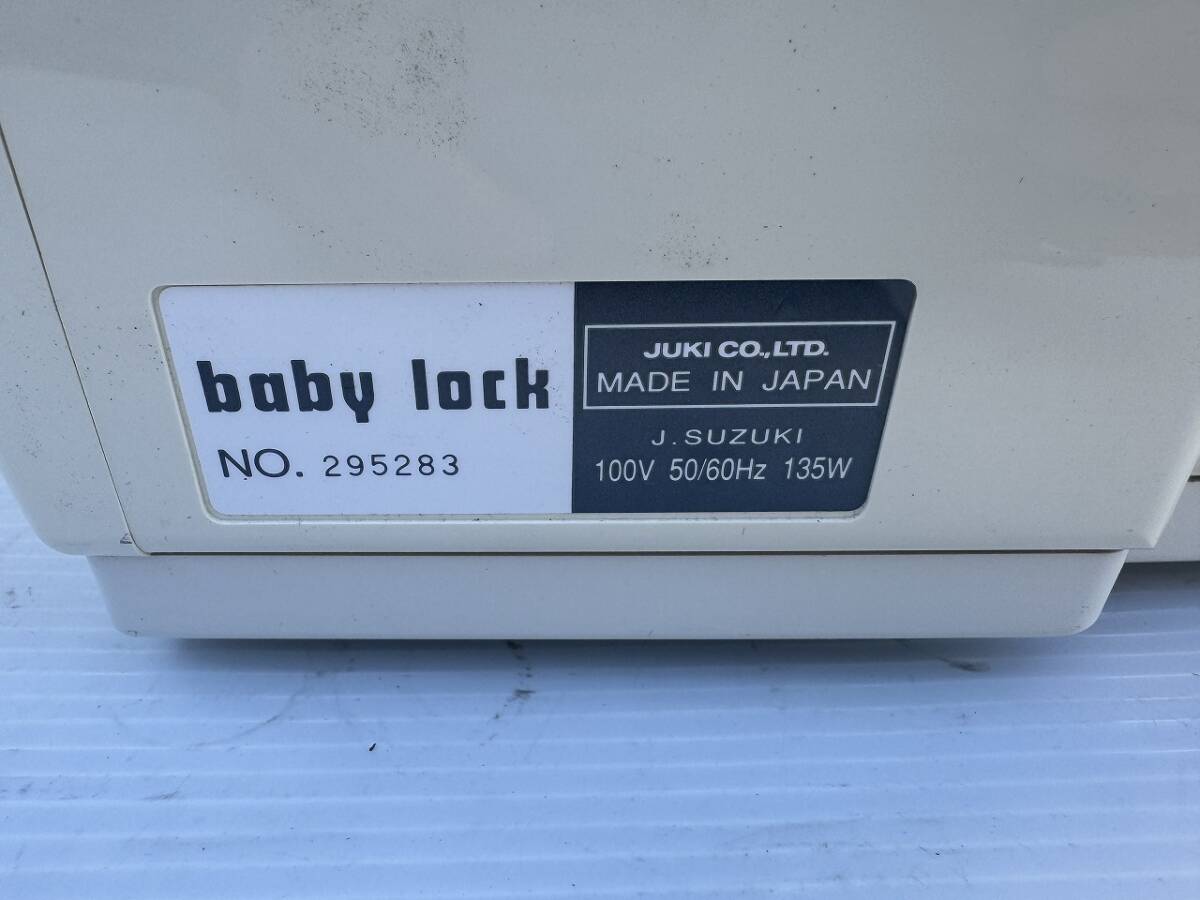 baby lock
NO. 295283
JUKI CO.,LTD.
MADE IN JAPAN
J. SUZUKI
100V 50/60Hz 135W